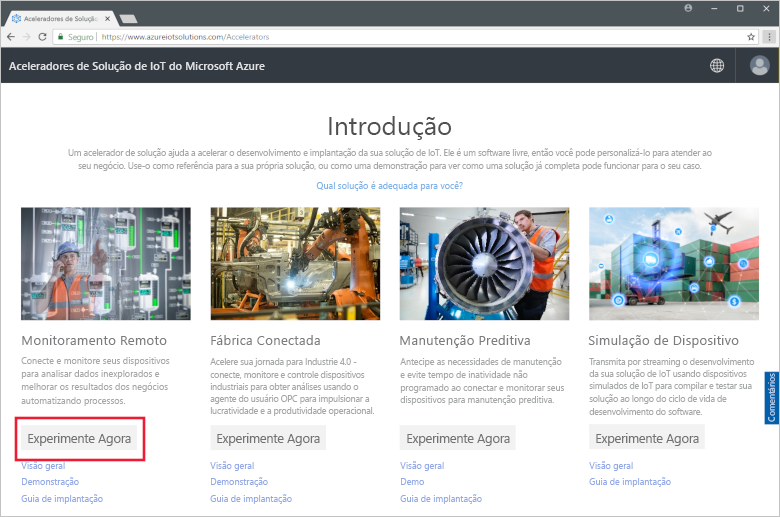 Aceleradores de Solução
Seguro
https://www.azureiotsolutions.com/Accelerators
Aceleradores de Solução de IoT do Microsoft Azure
Introdução
Um acelerador de solução ajuda a acelerar o desenvolvimento e implantação da sua solução de IoT. Ele é um software livre, então você pode personalizá-lo para atender ao
seu negócio. Use-o como referência para a sua própria solução, ou como uma demonstração para ver como uma solução já completa pode funcionar para o seu caso.
Qual solução é adequada para você?
Monitoramento Remoto
Conecte e monitore seus dispositivos
para analisar dados inexplorados e
melhorar os resultados dos negócios
automatizando processos.
Experimente Agora
Visão geral
Demonstração
Guia de implantação
Fábrica Conectada
Acelere sua jornada para Industrie 4.0 -
conecte, monitore e controle dispositivos
industriais para obter análises usando o
agente do usuário OPC para impulsionar a
lucratividade e a produtividade operacional.
Experimente Agora
Visão geral
Demonstração
Guia de implantação
Manutenção Preditiva
Antecipe as necessidades de manutenção
e evite tempo de inatividade não
programado ao conectar e monitorar seus
dispositivos para manutenção preditiva.
Experimente Agora
Visão geral
Demo
Guia de implantação
Simulação de Dispositivo
Transmita por streaming o desenvolvimento
da sua solução de IoT usando dispositivos
simulados de IoT para compilar e testar sua
solução ao longo do ciclo de vida de
desenvolvimento do software.
Experimente Agora
Visão geral
Guia de implantação
Comentários